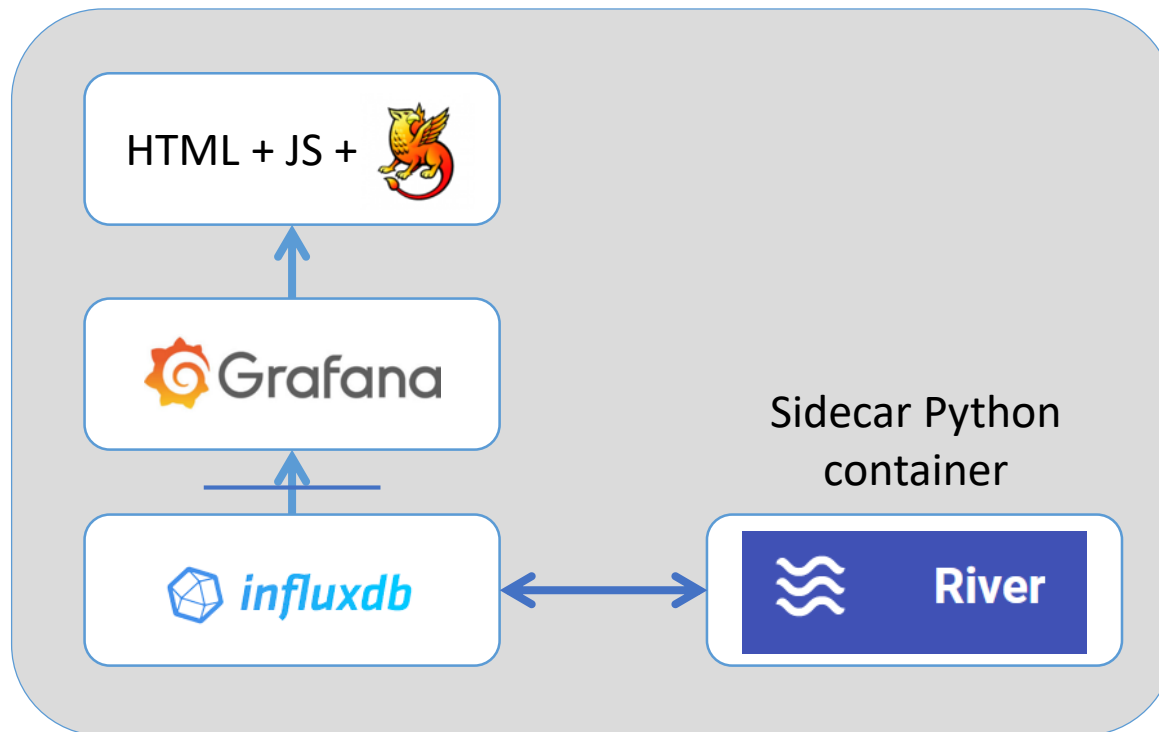 HTML + JS +
Grafana
Sidecar Python
container
influxdb
River